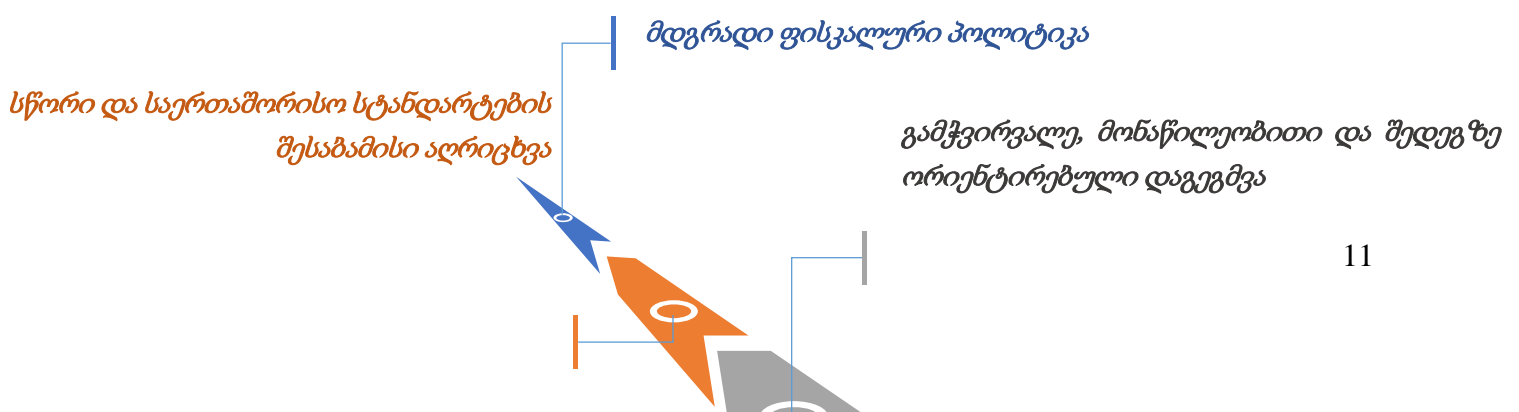 მდგრადი ფისკალური პოლიტიკა
სწორი და საერთაშორისო სტანდარტების
შესაბამისი აღრიცხვა
გამჭვირვალე, მონაწილეობითი და შედეგზე
ორიენტირებული დაგეგმვა
11